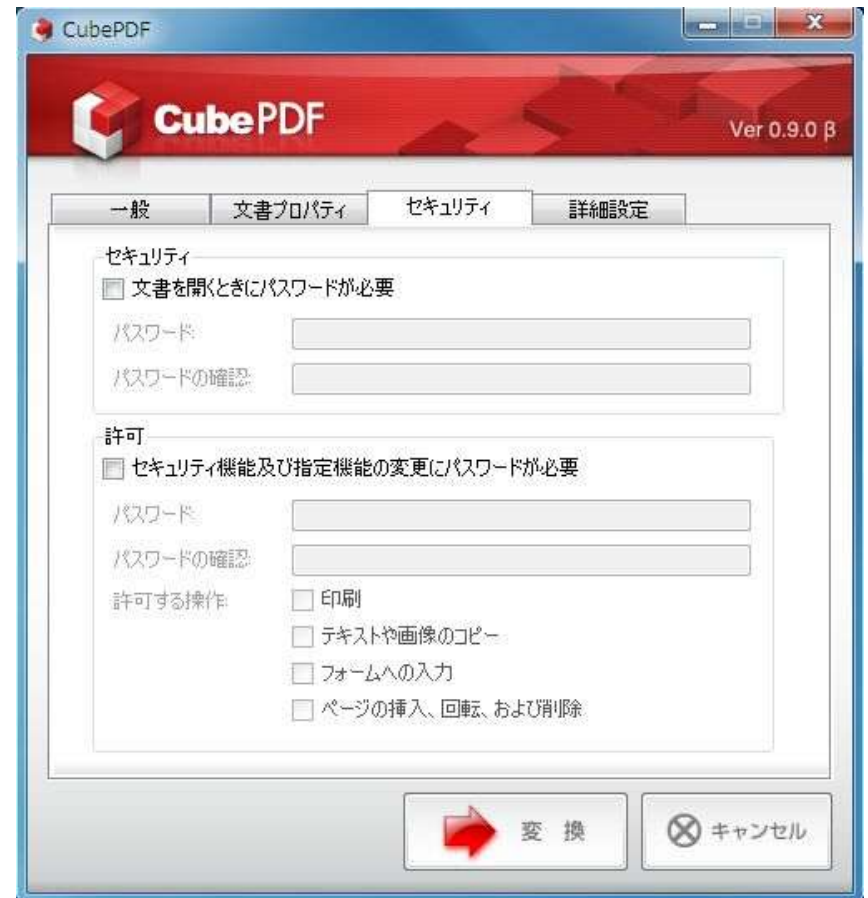 CubePDF
CubePDF
Ver 0.9.0 β
一般 文書プロパティ セキュリティ 詳細設定
セキュリティ
文書を開くときにパスワードが必要
パスワード:
パスワードの確認:
許可
セキュリティ機能及び指定機能の変更にパスワードが必要
パスワード:
パスワードの確認:
許可する操作: 印刷
テキストや画像のコピー
フォームへの入力
ページの挿入、回転、および削除
変 換 キャンセル